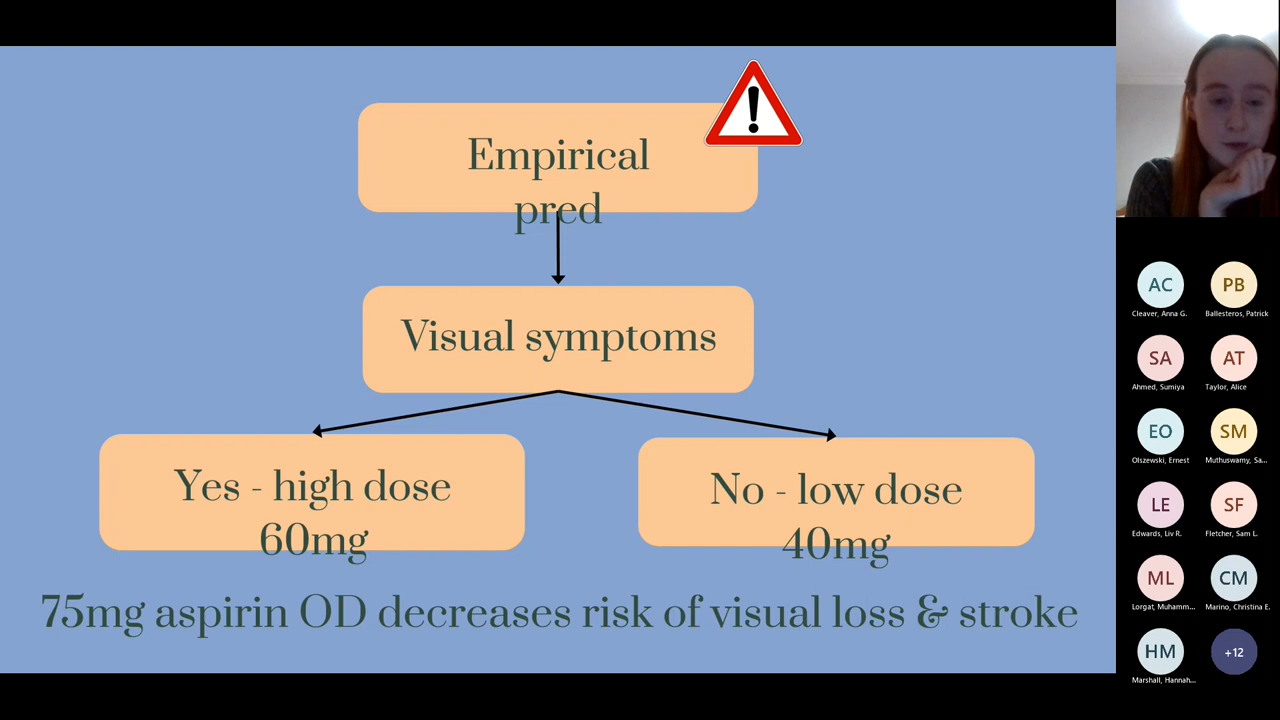 Empirical
pred
Visual symptoms
Yes - high dose
60mg
No - low dose
40mg
75mg aspirin OD decreases risk of visual loss & stroke
AC
Cleaver, Anna G.
PB
Ballesteros, Patrick
SA
Ahmed, Sumiya
AT
Taylor, Alice
EO
Olszewski, Ernest
SM
Muthuswamy, Sa...
LE
Edwards, Liv R.
SF
Fletcher, Sam L.
ML
Lorgat, Muhamm...
CM
Marino, Christina E.
HM
Marshall, Hannah...
+12